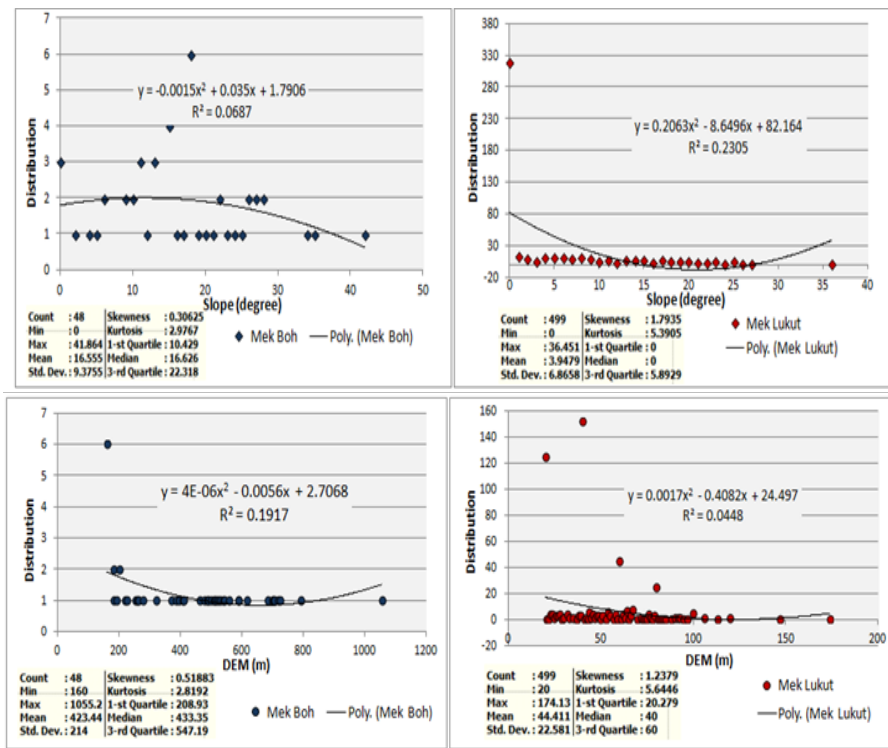 7
6
5
4
3
2
1
0
Distribution
y = -0.0015x² + 0.035x + 1.7906
R² = 0.0687
0 10 20 30 40 50
Slope (degree)
Count : 48 Skewness : 0.30625
Min : 0 Kurtosis : 2.9767
Max : 41.864 1-st Quartile : 10.429
Mean : 16.555 Median : 16.626
Std. Dev. : 9.3755 3-rd Quartile : 22.318
Mek Boh Poly. (Mek Boh)
380
330
280
230
180
130
80
30
-20
Distribution
y = 0.2063x² - 8.6496x + 82.164
R² = 0.2305
0 5 10 15 20 25 30 35 40
Slope (degree)
Count : 499 Skewness : 1.7935
Min : 0 Kurtosis : 5.3905
Max : 36.451 1-st Quartile : 0
Mean : 3.9479 Median : 0
Std. Dev. : 6.8658 3-rd Quartile : 5.8929
Mek Lukut
Poly. (Mek Lukut)
7
6
5
4
3
2
1
0
Distribution
y = 4E-06x² - 0.0056x + 2.7068
R² = 0.1917
0 200 400 600 800 1000 1200
DEM (m)
Count : 48 Skewness : 0.51883
Min : 160 Kurtosis : 2.8192
Max : 1055.2 1-st Quartile : 208.93
Mean : 423.44 Median : 433.35
Std. Dev. : 214 3-rd Quartile : 547.19
Mek Boh Poly. (Mek Boh)
160
140
120
100
80
60
40
20
0
-20
Distribution
y = 0.0017x² - 0.4082x + 24.497
R² = 0.0448
0 50 100 150 200
DEM (m)
Count : 499 Skewness : 1.2379
Min : 20 Kurtosis : 5.6446
Max : 174.13 1-st Quartile : 20.279
Mean : 44.411 Median : 40
Std. Dev. : 22.581 3-rd Quartile : 60
Mek Lukut
Poly. (Mek Lukut)